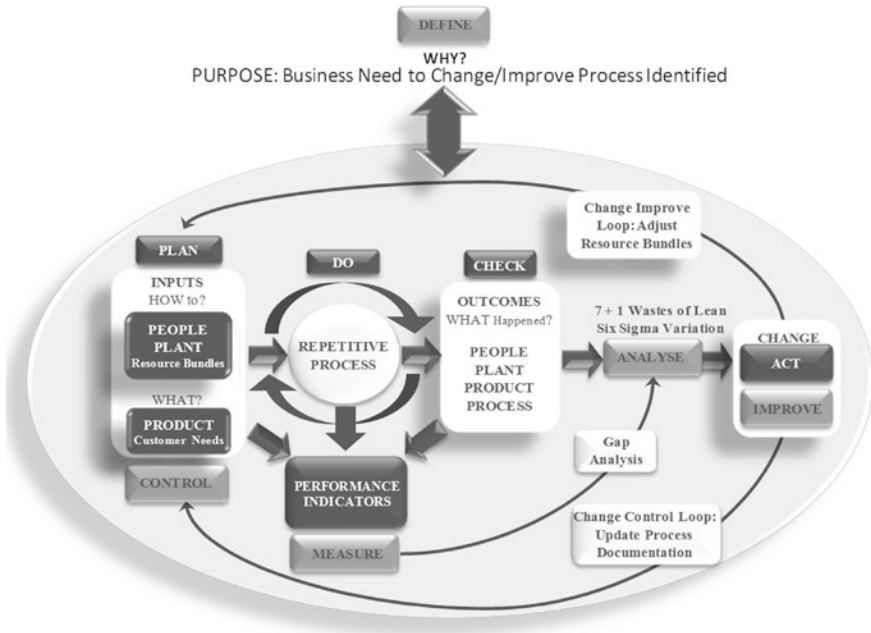 DEFINE
WHY?
PURPOSE: Business Need to Change/Improve Process Identified
Change Improve
Loop: Adjust
Resource Bundles
PLAN
INPUTS
HOW to?
PEOPLE
PLANT
Resource Bundles
WHAT?
PRODUCT
Customer Needs
CONTROL
DO
REPETITIVE
PROCESS
PERFORMANCE
INDICATORS
MEASURE
CHECK
OUTCOMES
WHAT Happened?
PEOPLE
PLANT
PRODUCT
PROCESS
7 + 1 Wastes of Lean
Six Sigma Variation
ANALYSE
Gap
Analysis
CHANGE
ACT
IMPROVE
Change Control Loop:
Update Process
Documentation